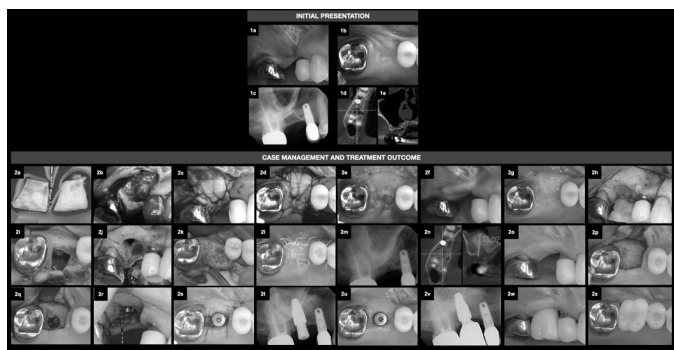 INITIAL PRESENTATION
1a
1b
1c
1d
1e
CASE MANAGEMENT AND TREATMENT OUTCOME
2a
2b
2c
2d
2e
2f
2g
2h
2i
2j
2k
2l
2m
2n
2o
2p
2q
2r
2s
2t
2u
2v
2w
2x